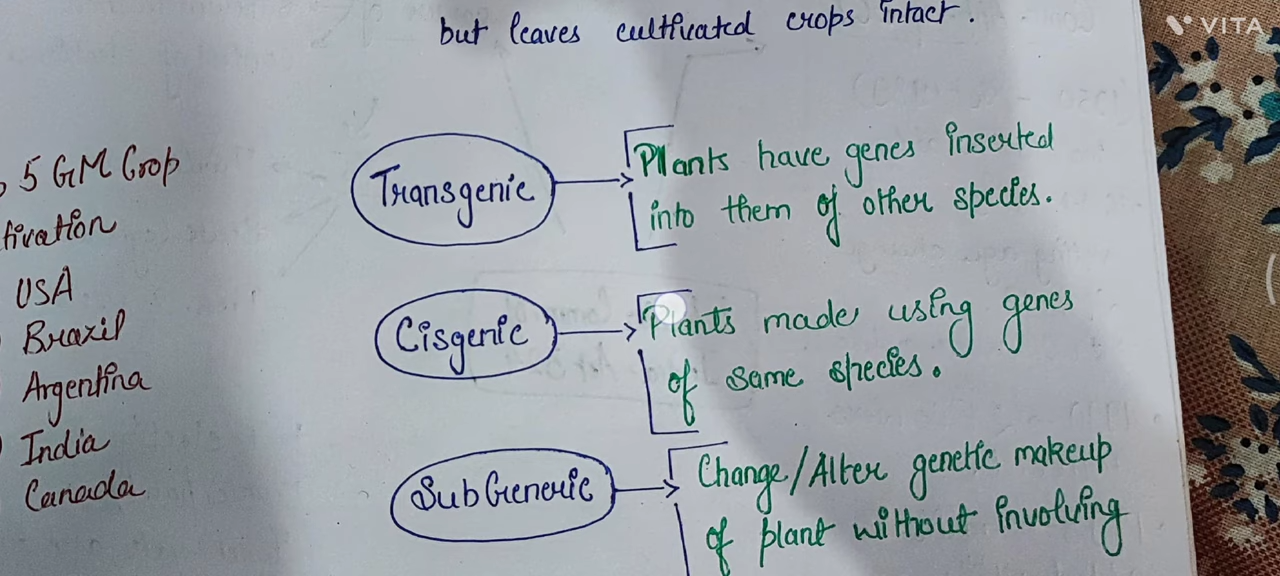 but leaves cultivated crops intact.
VITA
5 GM Crop
USA
Brazil
Argentina
India
Canada
Transgenic
Plants have genes inserted
into them of other species.
Cisgenic
Plants made using genes
of same species.
SubGeneric
Change/Alter genetic makeup
of plant without involving